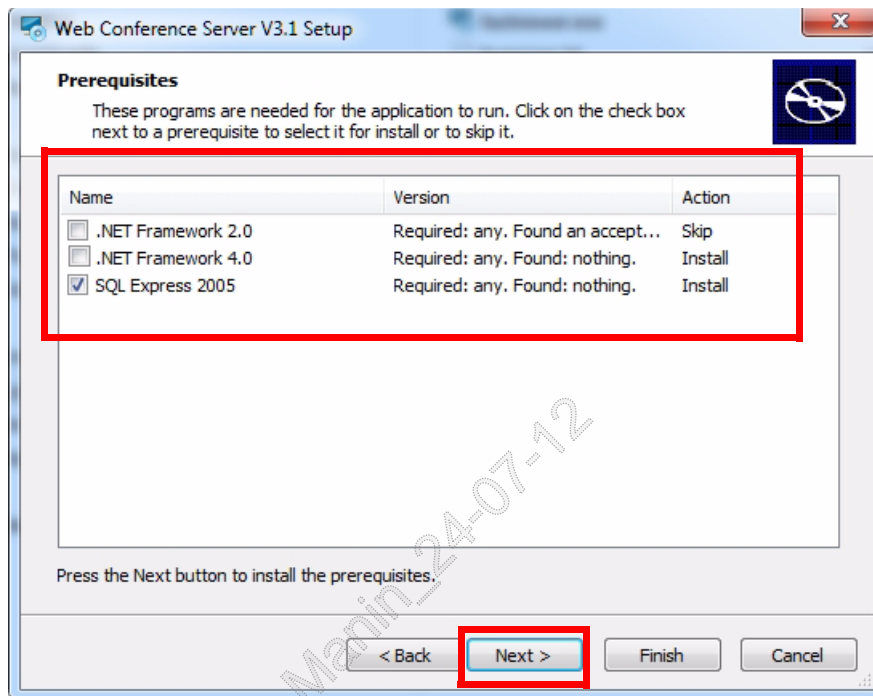 Web Conference Server V3.1 Setup
Prerequisites
These programs are needed for the application to run. Click on the check box
next to a prerequisite to select it for install or to skip it.
Name Version Action
.NET Framework 2.0 Required: any. Found an accept... Skip
.NET Framework 4.0 Required: any. Found: nothing. Install
SQL Express 2005 Required: any. Found: nothing. Install
Press the Next button to install the prerequisites.
Manin_24-07-12
< Back Next > Finish Cancel